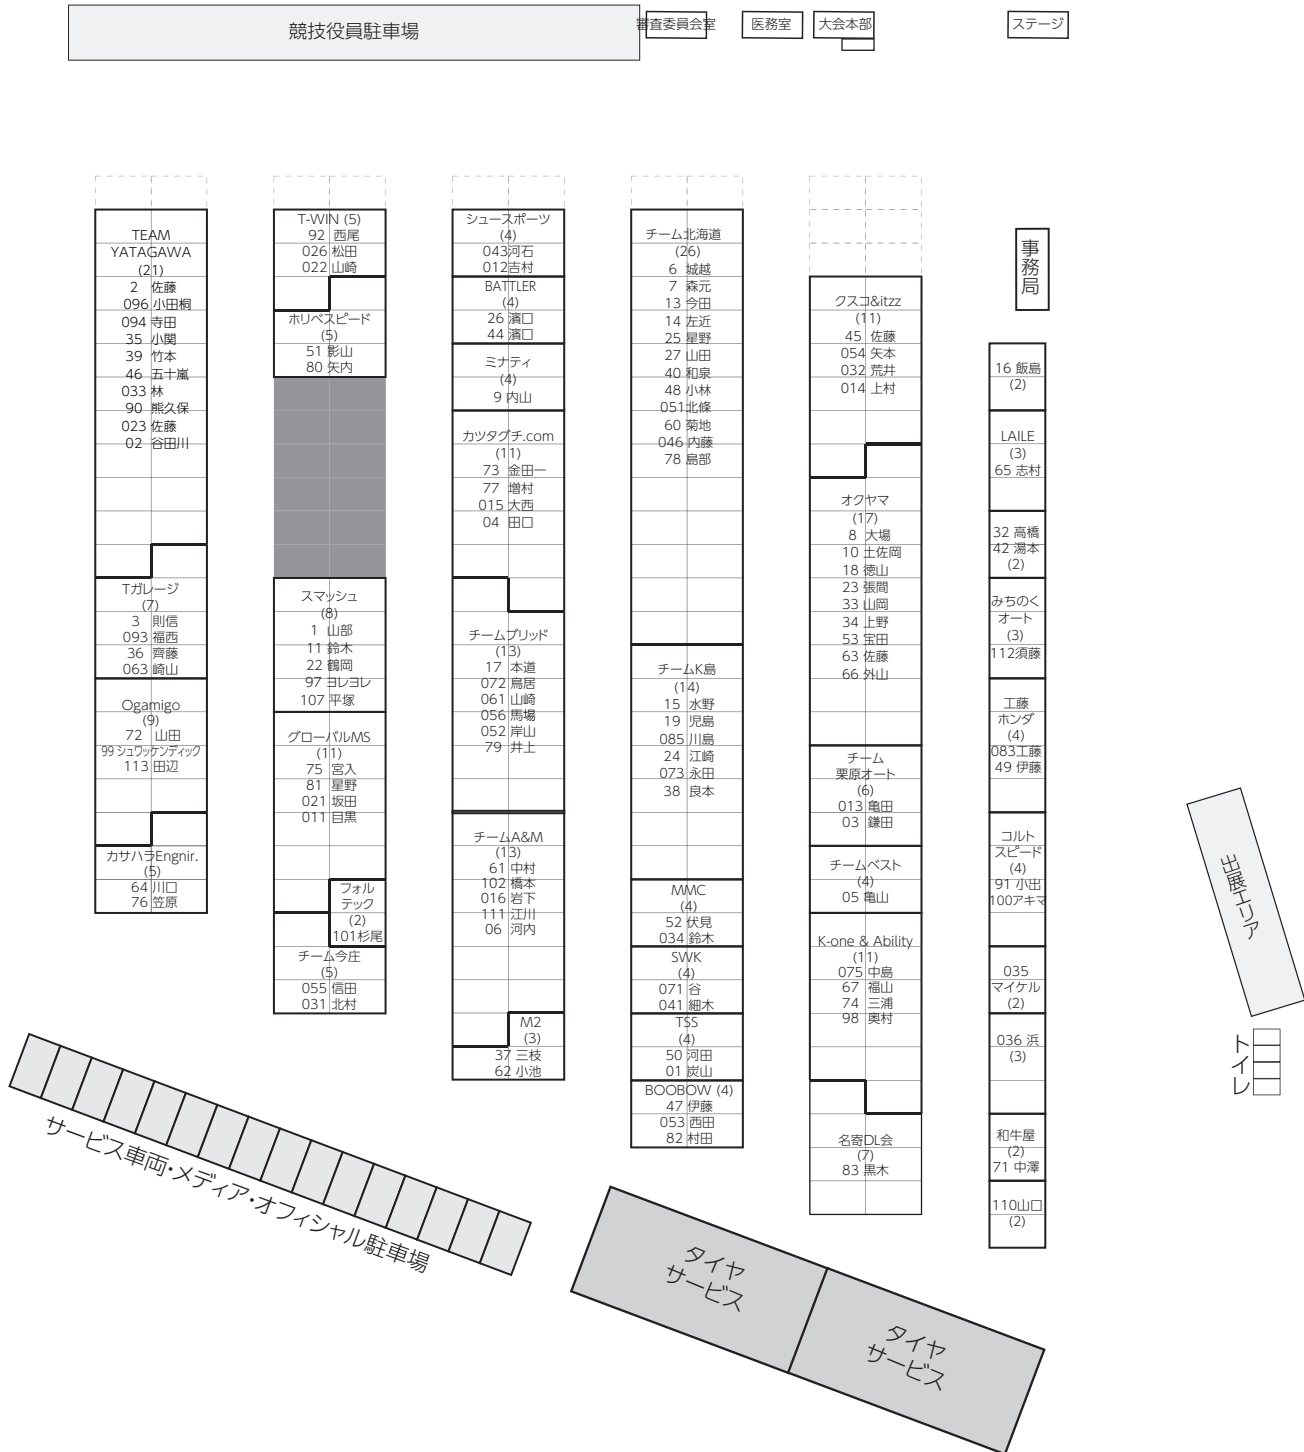 競技役員駐車場
審査委員会室
医務室
大会本部
ステージ
TEAM
YATAGAWA
(21)
2 佐藤
096 小田桐
094 寺田
35 小関
39 竹本
46 五十嵐
033 林
90 熊久保
023 佐藤
02 谷田川
Tガレージ
(7)
3 則信
093 福西
36 齊藤
063 崎山
Ogamigo
(9)
72 山田
99 シュワッケンディック
113 田辺
カサハラEngnir.
(5)
64 川口
76 笠原
T-WIN (5)
92 西尾
026 松田
022 山崎
ホリベスピード
(5)
51 影山
80 矢内
スマッシュ
(8)
1 山部
11 鈴木
22 鶴岡
97 ヨレヨレ
107 平塚
グローバルMS
(11)
75 宮入
81 星野
021 坂田
011 目黒
フォル
テック
(2)
101杉尾
チーム今庄
(5)
055 信田
031 北村
シュースポーツ
(4)
043河石
012吉村
BATTLER
(4)
26 濱口
44 濱口
ミナティ
(4)
9 内山
カツタグチ.com
(11)
73 金田一
77 増村
015 大西
04 田口
チームブリッド
(13)
17 本道
072 鳥居
061 山崎
056 馬場
052 岸山
79 井上
チームA&M
(13)
61 中村
102 橋本
016 岩下
111 江川
06 河内
M2
(3)
37 三枝
62 小池
チーム北海道
(26)
6 城越
7 森元
13 今田
14 左近
25 星野
27 山田
40 和泉
48 小林
051北條
60 菊地
046 内藤
78 島部
チームK島
(14)
15 水野
19 児島
085 川島
24 江崎
073 永田
38 良本
MMC
(4)
52 伏見
034 鈴木
SWK
(4)
071 谷
041 細木
TSS
(4)
50 河田
01 炭山
BOOBOW (4)
47 伊藤
053 西田
82 村田
クスコ&itzz
(11)
45 佐藤
054 矢本
032 荒井
014 上村
オクヤマ
(17)
8 大場
10 土佐岡
18 徳山
23 張間
33 山岡
34 上野
53 宝田
63 佐藤
66 外山
チーム
栗原オート
(6)
013 亀田
03 鎌田
チームベスト
(4)
05 亀山
K-one & Ability
(11)
075 中島
67 福山
74 三浦
98 奥村
名寄DL会
(7)
83 黒木
事務局
16 飯島
(2)
LAILE
(3)
65 志村
32 高橋
42 湯本
(2)
みちのく
オート
(3)
112須藤
工藤
ホンダ
(4)
083工藤
49 伊藤
コルト
スピード
(4)
91 小出
100アキマ
035
マイケル
(2)
036 浜
(3)
和牛屋
(2)
71 中澤
110山口
(2)
出展エリア
トイレ
サービス車両・メディア・オフィシャル駐車場
タイヤ
サービス
タイヤ
サービス